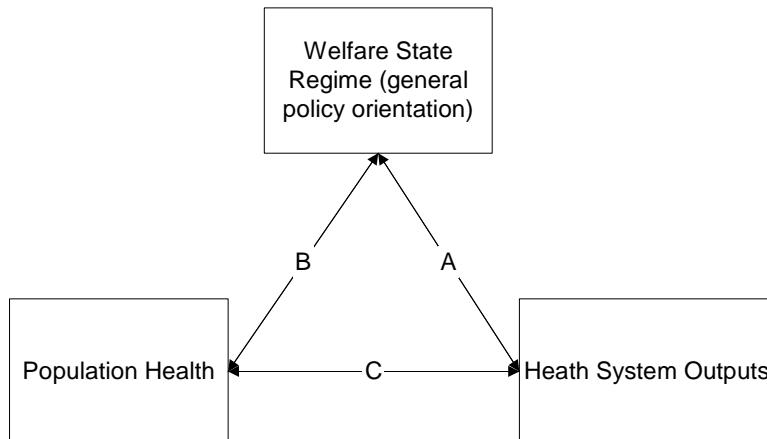 Welfare State
Regime (general
policy orientation)
B
A
Population Health
C
Heath System Outputs